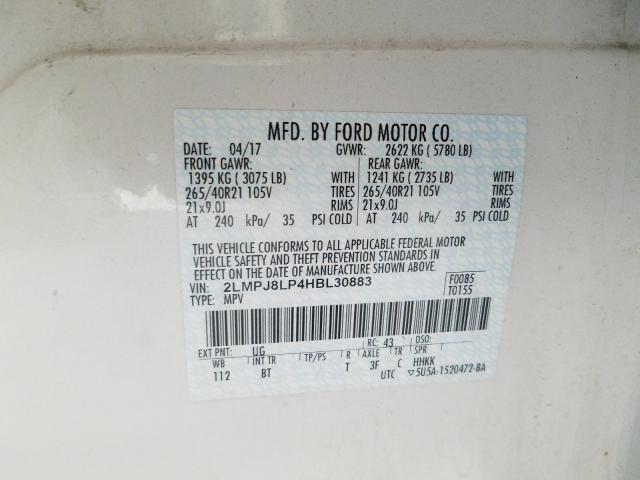 MFD. BY FORD MOTOR CO.
DATE: 04/17 GVWR: 2622 KG ( 5780 LB)
FRONT GAWR: REAR GAWR:
1395 KG ( 3075 LB) WITH 1241 KG ( 2735 LB) WITH
265/40R21 105V TIRES 265/40R21 105V TIRES
21x9.0J RIMS 21x9.0J RIMS
AT 240 kPa/ 35 PSI COLD AT 240 kPa/ 35 PSI COLD
THIS VEHICLE CONFORMS TO ALL APPLICABLE FEDERAL MOTOR
VEHICLE SAFETY AND THEFT PREVENTION STANDARDS IN
EFFECT ON THE DATE OF MANUFACTURE SHOWN ABOVE.
VIN: 2LMPJ8LP4HBL30883 F0085
TYPE: MPV T0155
EXT PNT: UG RC: 43 DSO:
WB INT TR TP/PS R AXLE TR SPR
112 BT T 3F C HHKK
UTC ▽5U5A-1520472-BA